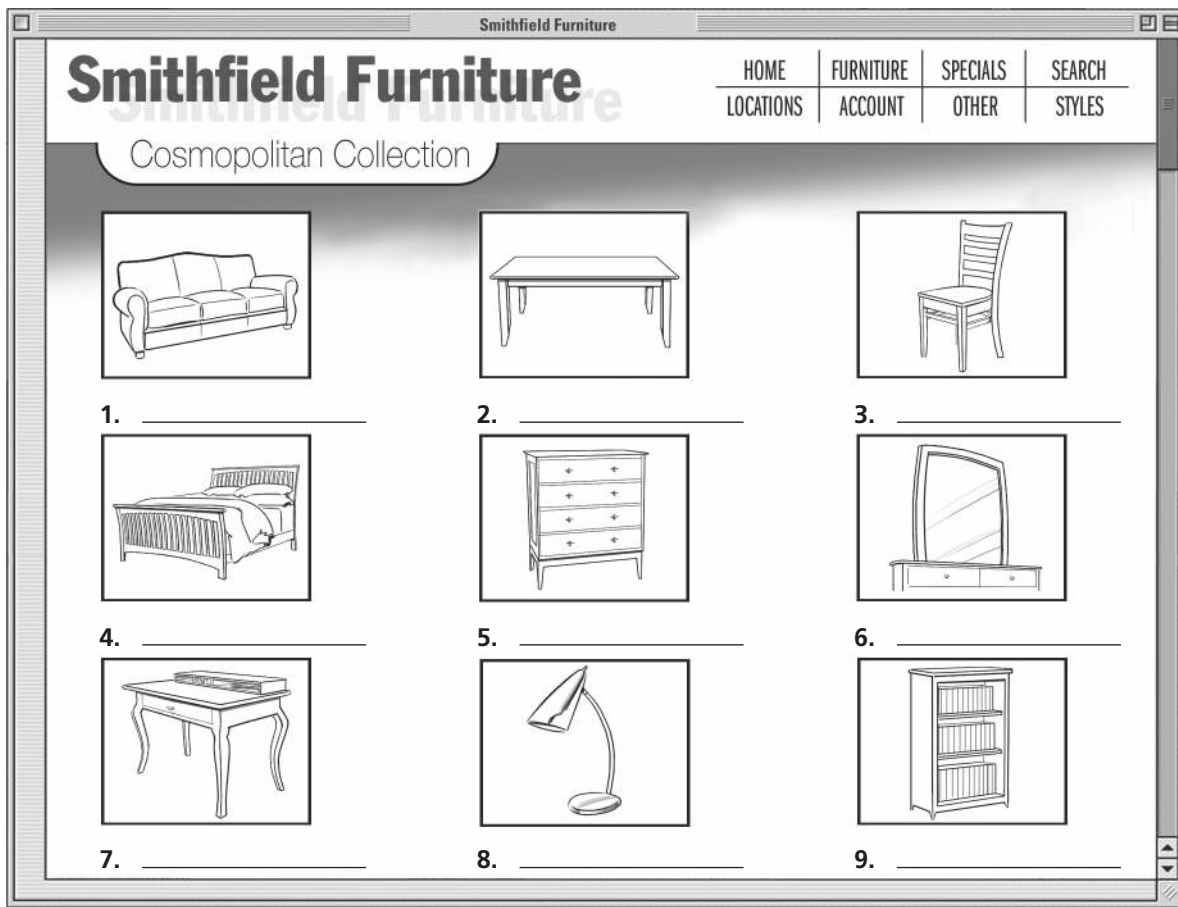 Smithfield Furniture
Smithfield Furniture
HOME FURNITURE SPECIALS SEARCH
LOCATIONS ACCOUNT OTHER STYLES
Cosmopolitan Collection
1. 2. 3.
4. 5. 6.
7. 8. 9.